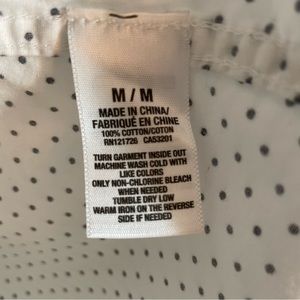 M / M
MADE IN CHINA/
FABRIQUÉ EN CHINE
100% COTTON/COTON
RN121726 CA53201
TURN GARMENT INSIDE OUT
MACHINE WASH COLD WITH
LIKE COLORS
ONLY NON-CHLORINE BLEACH
WHEN NEEDED
TUMBLE DRY LOW
WARM IRON ON THE REVERSE
SIDE IF NEEDED